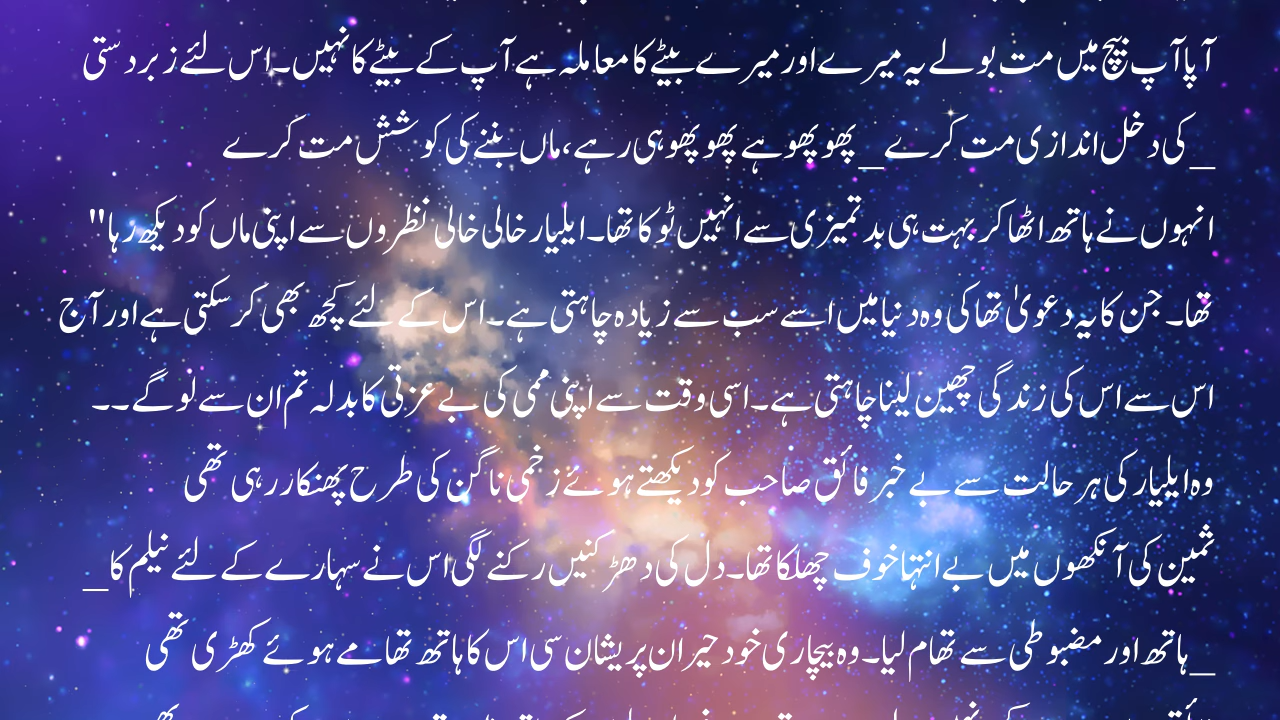 آپا آپ بیچ میں مت بولے یہ میرے اور میرے بیٹے کا معاملہ ہے آپ کے بیٹے کا نہیں۔ اس لئے زبردستی
_کی دخل اندازی مت کرے_ پھوپھو ہے پھوپھو ہی رہے، ماں بننے کی کوشش مت کرے
انہوں نے ہاتھ اٹھا کر بہت ہی بدتمیزی سے انہیں ٹوکا تھا۔ ایلیار خالی خالی نظروں سے اپنی ماں کو دیکھ رہا"
تھا۔ جن کا یہ دعویٰ تھا کی وہ دنیا میں اسے سب سے زیادہ چاہتی ہے۔ اس کے لئے کچھ بھی کر سکتی ہے اور آج
اس سے اس کی زندگی چھین لینا چاہتی ہے۔ اسی وقت سے اپنی ممی کی بے عزتی کا بدلہ تم ان سے لو گے۔۔
وہ ایلیار کی ہر حالت سے بے خبر فائق صاحب کو دیکھتے ہوئے زخمی ناگن کی طرح پھنکار رہی تھی
ثمین کی آنکھوں میں بے انتہا خوف چھلکا تھا۔ دل کی دھڑکنیں رکنے لگی اس نے سہارے کے لئے نیلم کا_
_ہاتھ اور مضبوطی سے تھام لیا۔ وہ بیچاری خود حیران پریشان سی اس کا ہاتھ تھامے ہوئے کھڑی تھی